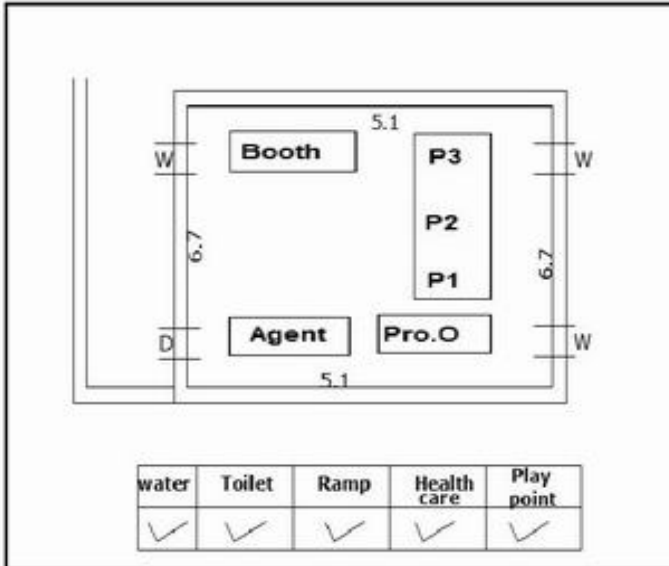 5.1
Booth
P3
W
W
P2
6.7
6.7
P1
Agent
Pro.O
D
W
5.1
water Toilet Ramp Health care Play point